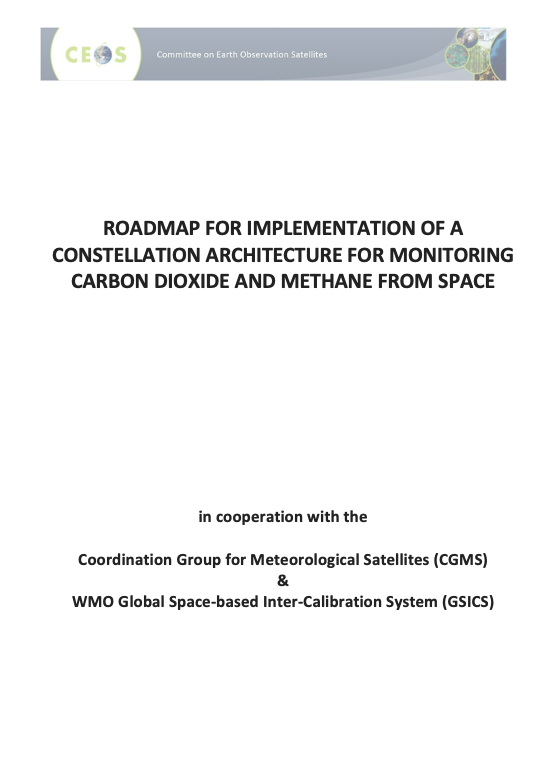 CEOS
Committee on Earth Observation Satellites
ROADMAP FOR IMPLEMENTATION OF A
CONSTELLATION ARCHITECTURE FOR MONITORING
CARBON DIOXIDE AND METHANE FROM SPACE
in cooperation with the
Coordination Group for Meteorological Satellites (CGMS)
&
WMO Global Space-based Inter-Calibration System (GSICS)